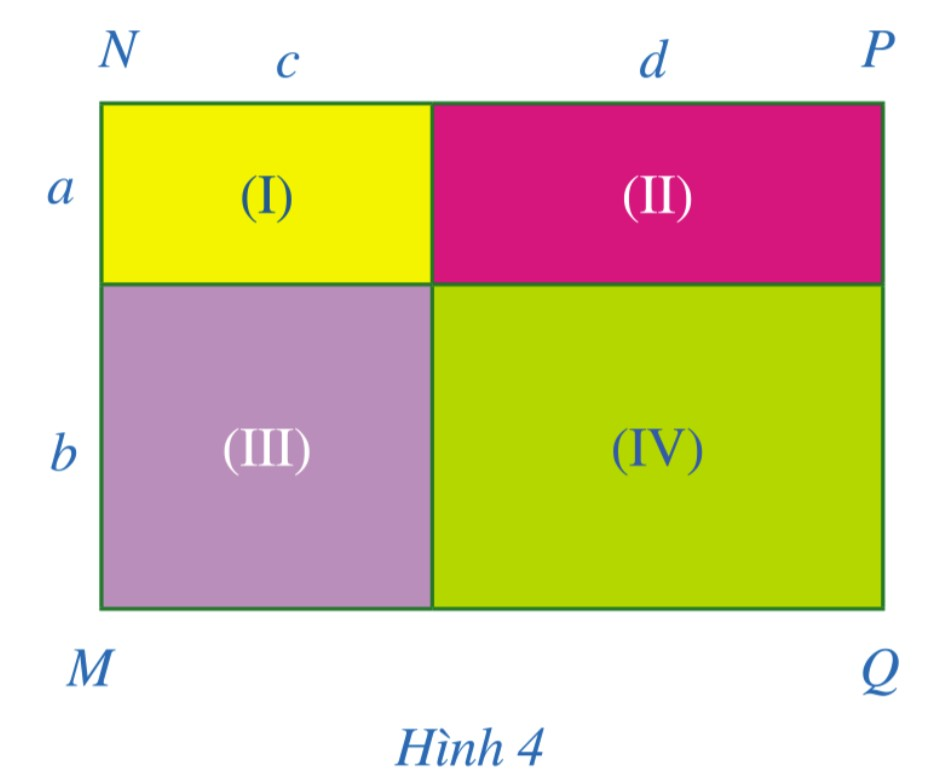 N c d P
a (I) (II)
b (III) (IV)
M Q
Hình 4